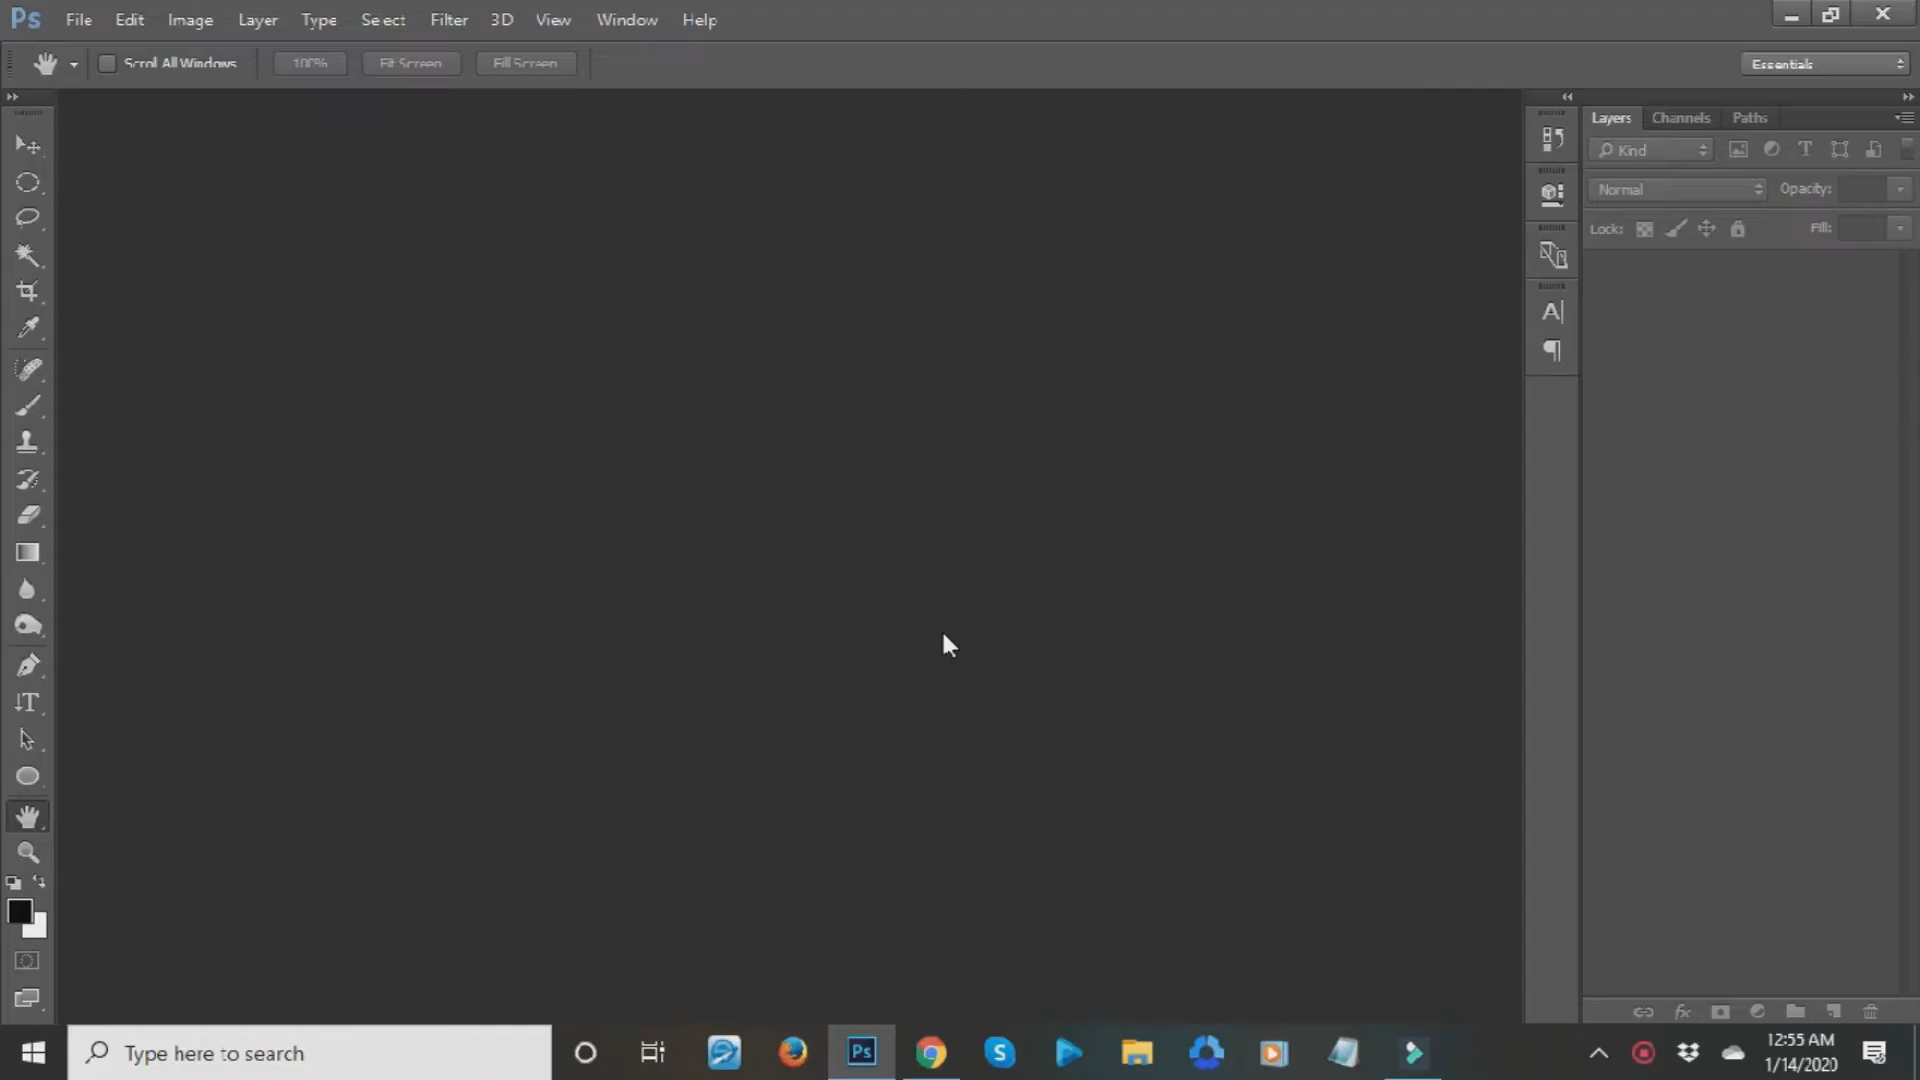 Ps File Edit Image Layer Type Select Filter 3D View Window Help
Scroll All Windows 100% Fit Screen Fill Screen Essentials
Layers Channels Paths
Kind
Normal Opacity:
Lock: Fill:
Type here to search
Ps
12:55 AM
1/14/2020